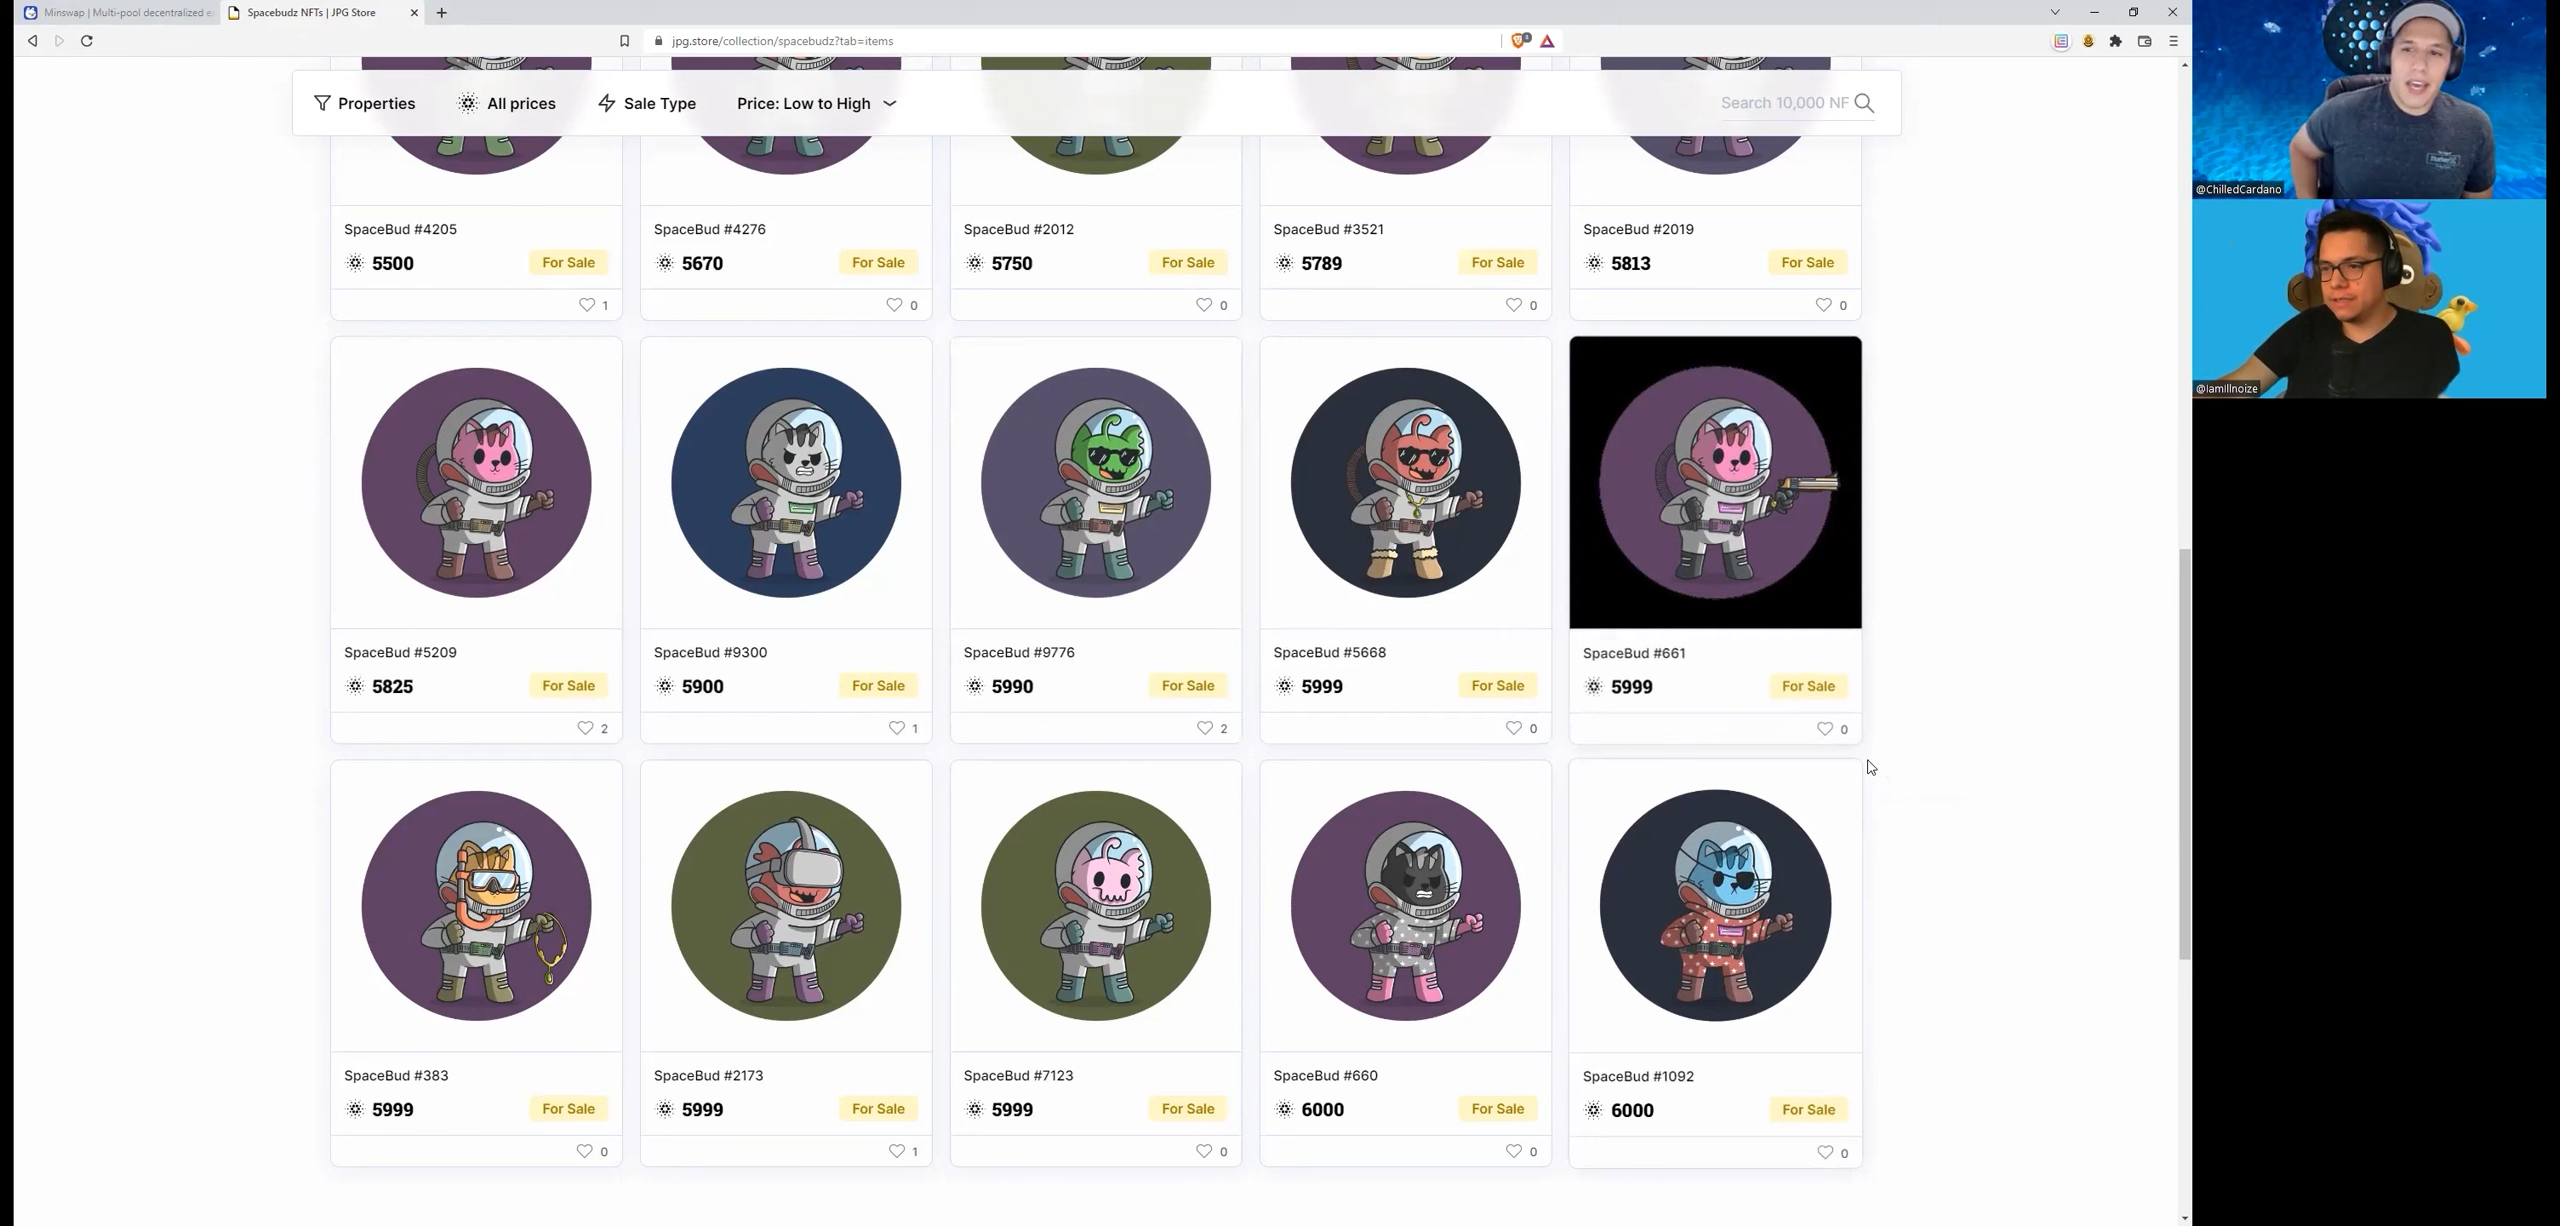 Minswap | Multi-pool decentralized e
Spacebudz NFTs | JPG Store
jpg.store/collection/spacebudz?tab=items
Properties
All prices
Sale Type
Price: Low to High
Search 10,000 NF
SpaceBud #4205
5500
For Sale
1
SpaceBud #4276
5670
For Sale
0
SpaceBud #2012
5750
For Sale
0
SpaceBud #3521
5789
For Sale
0
SpaceBud #2019
5813
For Sale
0
SpaceBud #5209
5825
For Sale
2
SpaceBud #9300
5900
For Sale
1
SpaceBud #9776
5990
For Sale
2
SpaceBud #5668
5999
For Sale
0
SpaceBud #661
5999
For Sale
0
SpaceBud #383
5999
For Sale
0
SpaceBud #2173
5999
For Sale
1
SpaceBud #7123
5999
For Sale
0
SpaceBud #660
6000
For Sale
0
SpaceBud #1092
6000
For Sale
0
@ChilledCardano
@IamIllnoize